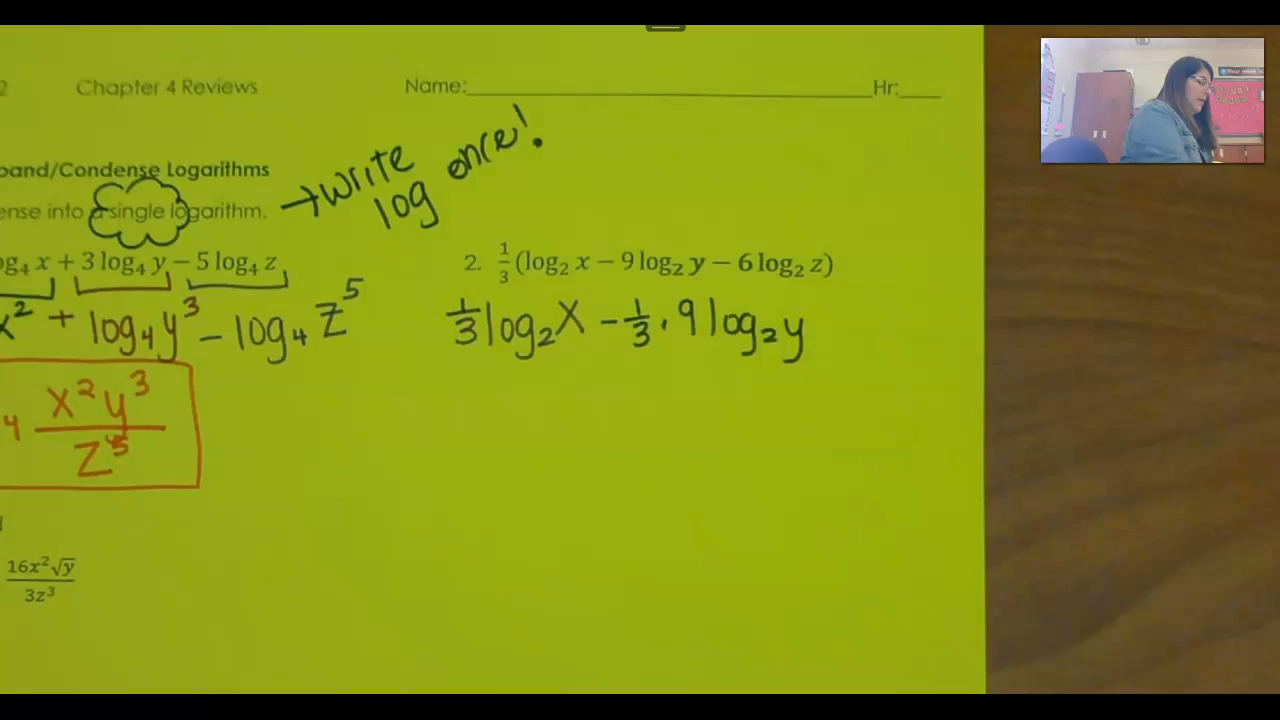 2 Chapter 4 Reviews Name: Hr:
pand/Condense Logarithms
ense into a single logarithm. → write log once!
og₄ x + 3 log₄ y − 5 log₄ z
x² + log₄ y³ − log₄ z⁵
4 x²y³ / z⁵
2. 1/3 (log₂ x − 9 log₂ y − 6 log₂ z)
1/3 log₂ x − 1/3 · 9 log₂ y
16x²√y / 3z³